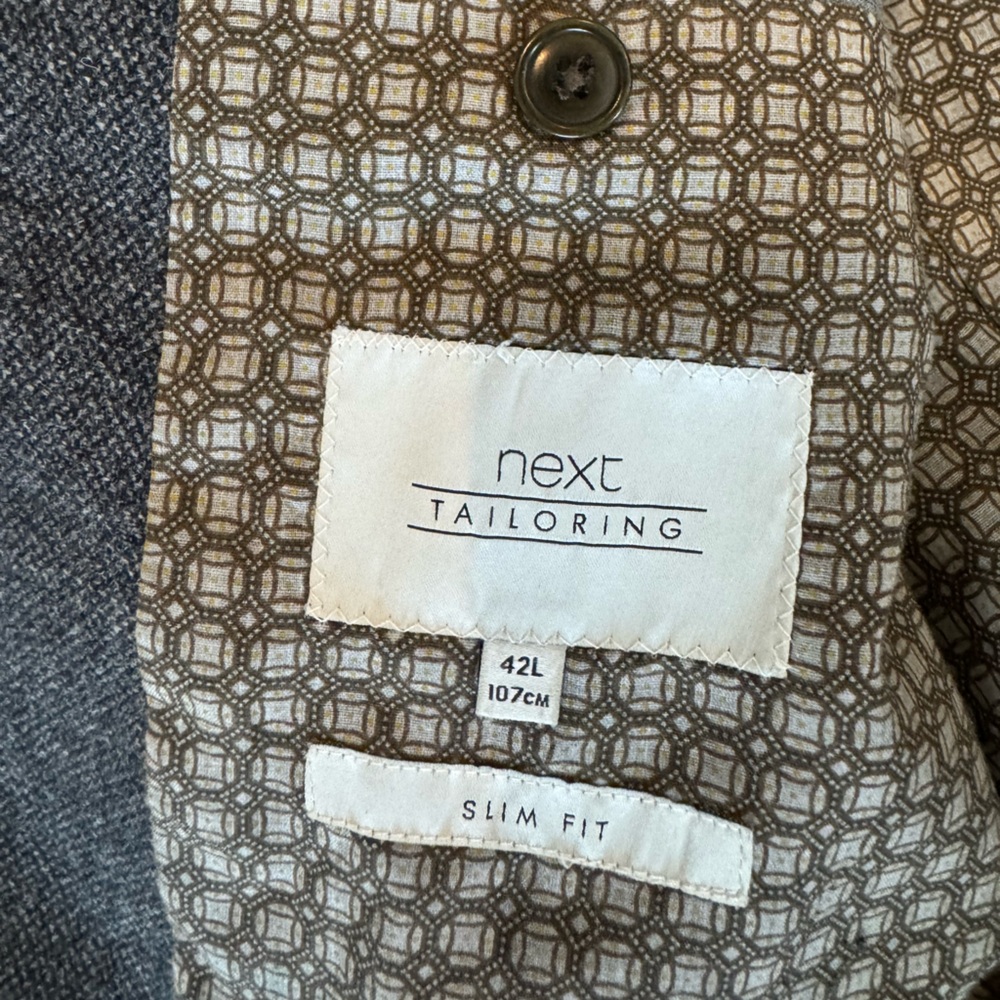 next
TAILORING
42L
107CM
SLIM FIT